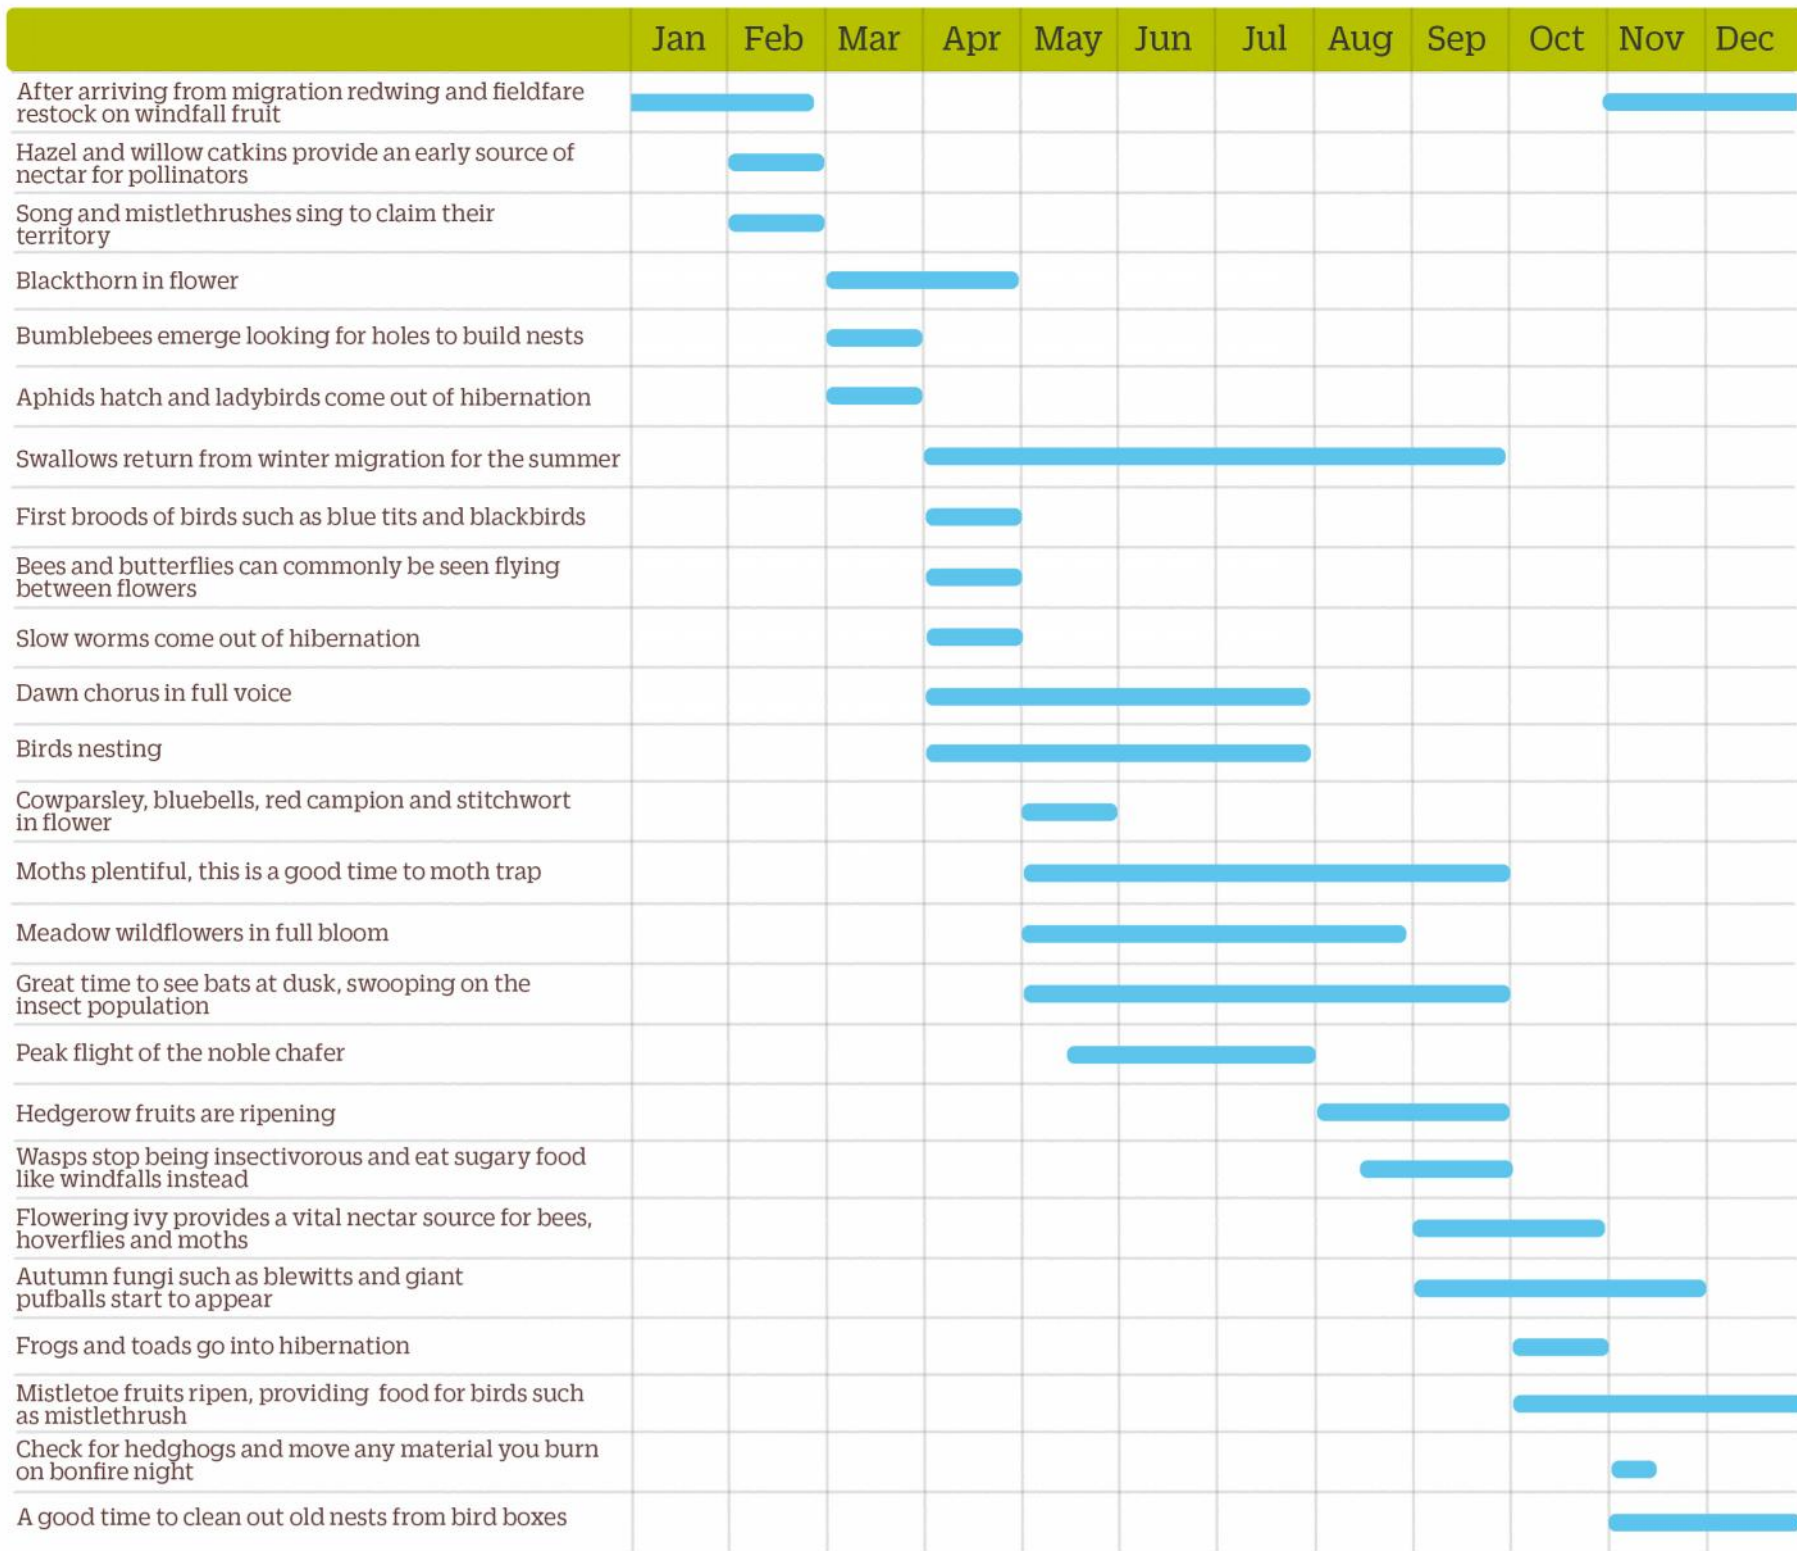 Jan Feb Mar Apr May Jun Jul Aug Sep Oct Nov Dec
After arriving from migration redwing and fieldfare
restock on windfall fruit
Hazel and willow catkins provide an early source of
nectar for pollinators
Song and mistlethrushes sing to claim their
territory
Blackthorn in flower
Bumblebees emerge looking for holes to build nests
Aphids hatch and ladybirds come out of hibernation
Swallows return from winter migration for the summer
First broods of birds such as blue tits and blackbirds
Bees and butterflies can commonly be seen flying
between flowers
Slow worms come out of hibernation
Dawn chorus in full voice
Birds nesting
Cowparsley, bluebells, red campion and stitchwort
in flower
Moths plentiful, this is a good time to moth trap
Meadow wildflowers in full bloom
Great time to see bats at dusk, swooping on the
insect population
Peak flight of the noble chafer
Hedgerow fruits are ripening
Wasps stop being insectivorous and eat sugary food
like windfalls instead
Flowering ivy provides a vital nectar source for bees,
hoverflies and moths
Autumn fungi such as blewitts and giant
pufballs start to appear
Frogs and toads go into hibernation
Mistletoe fruits ripen, providing food for birds such
as mistlethrush
Check for hedghogs and move any material you burn
on bonfire night
A good time to clean out old nests from bird boxes